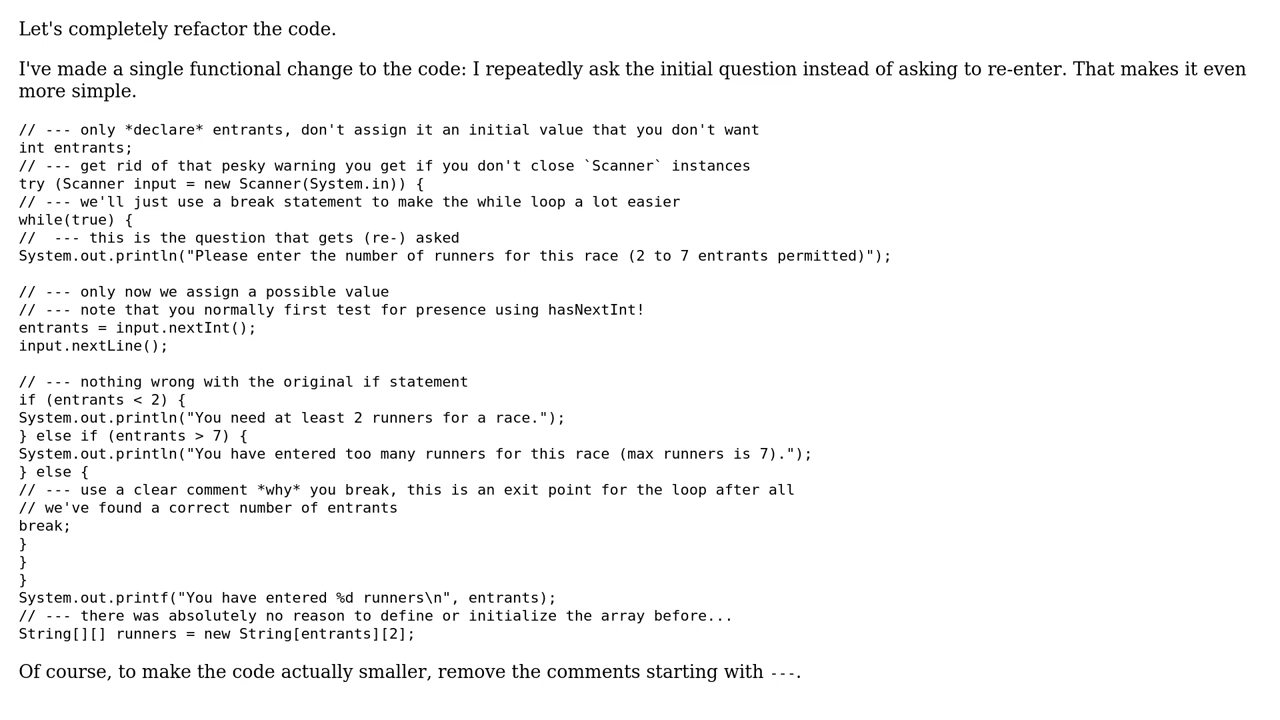 Let's completely refactor the code.
I've made a single functional change to the code: I repeatedly ask the initial question instead of asking to re-enter. That makes it even
more simple.
// --- only *declare* entrants, don't assign it an initial value that you don't want
int entrants;
// --- get rid of that pesky warning you get if you don't close `Scanner` instances
try (Scanner input = new Scanner(System.in)) {
// --- we'll just use a break statement to make the while loop a lot easier
while(true) {
//  --- this is the question that gets (re-) asked
System.out.println("Please enter the number of runners for this race (2 to 7 entrants permitted)");
// --- only now we assign a possible value
// --- note that you normally first test for presence using hasNextInt!
entrants = input.nextInt();
input.nextLine();
// --- nothing wrong with the original if statement
if (entrants < 2) {
System.out.println("You need at least 2 runners for a race.");
} else if (entrants > 7) {
System.out.println("You have entered too many runners for this race (max runners is 7).");
} else {
// --- use a clear comment *why* you break, this is an exit point for the loop after all
// we've found a correct number of entrants
break;
}
}
}
System.out.printf("You have entered %d runners\n", entrants);
// --- there was absolutely no reason to define or initialize the array before...
String[][] runners = new String[entrants][2];
Of course, to make the code actually smaller, remove the comments starting with ---.